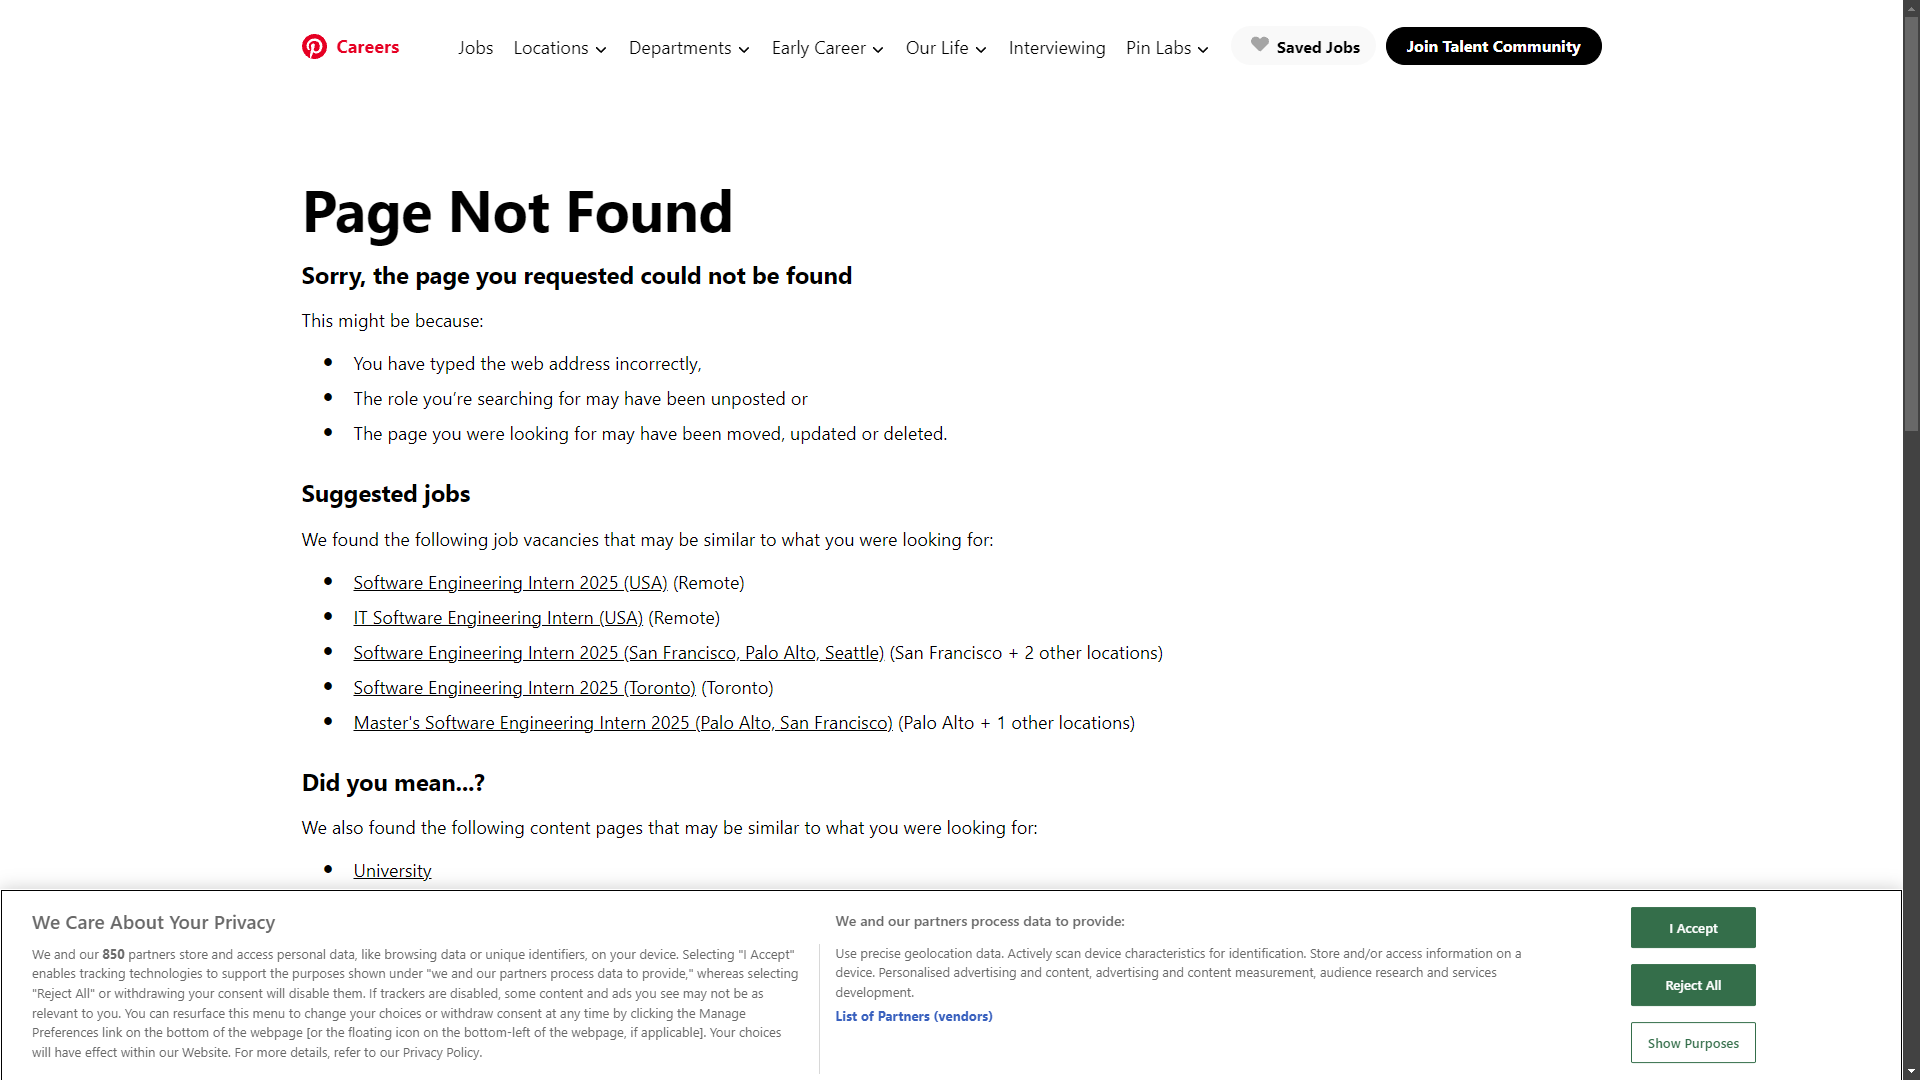 Careers
Jobs
Locations
Departments
Early Career
Our Life
Interviewing
Pin Labs
Saved Jobs
Join Talent Community
Page Not Found
Sorry, the page you requested could not be found
This might be because:
You have typed the web address incorrectly,
The role you’re searching for may have been unposted or
The page you were looking for may have been moved, updated or deleted.
Suggested jobs
We found the following job vacancies that may be similar to what you were looking for:
Software Engineering Intern 2025 (USA) (Remote)
IT Software Engineering Intern (USA) (Remote)
Software Engineering Intern 2025 (San Francisco, Palo Alto, Seattle) (San Francisco + 2 other locations)
Software Engineering Intern 2025 (Toronto) (Toronto)
Master's Software Engineering Intern 2025 (Palo Alto, San Francisco) (Palo Alto + 1 other locations)
Did you mean...?
We also found the following content pages that may be similar to what you were looking for:
University
We Care About Your Privacy
We and our 850 partners store and access personal data, like browsing data or unique identifiers, on your device. Selecting "I Accept"
enables tracking technologies to support the purposes shown under "we and our partners process data to provide," whereas selecting
"Reject All" or withdrawing your consent will disable them. If trackers are disabled, some content and ads you see may not be as
relevant to you. You can resurface this menu to change your choices or withdraw consent at any time by clicking the Manage
Preferences link on the bottom of the webpage [or the floating icon on the bottom-left of the webpage, if applicable]. Your choices
will have effect within our Website. For more details, refer to our Privacy Policy.
We and our partners process data to provide:
Use precise geolocation data. Actively scan device characteristics for identification. Store and/or access information on a
device. Personalised advertising and content, advertising and content measurement, audience research and services
development.
List of Partners (vendors)
I Accept
Reject All
Show Purposes